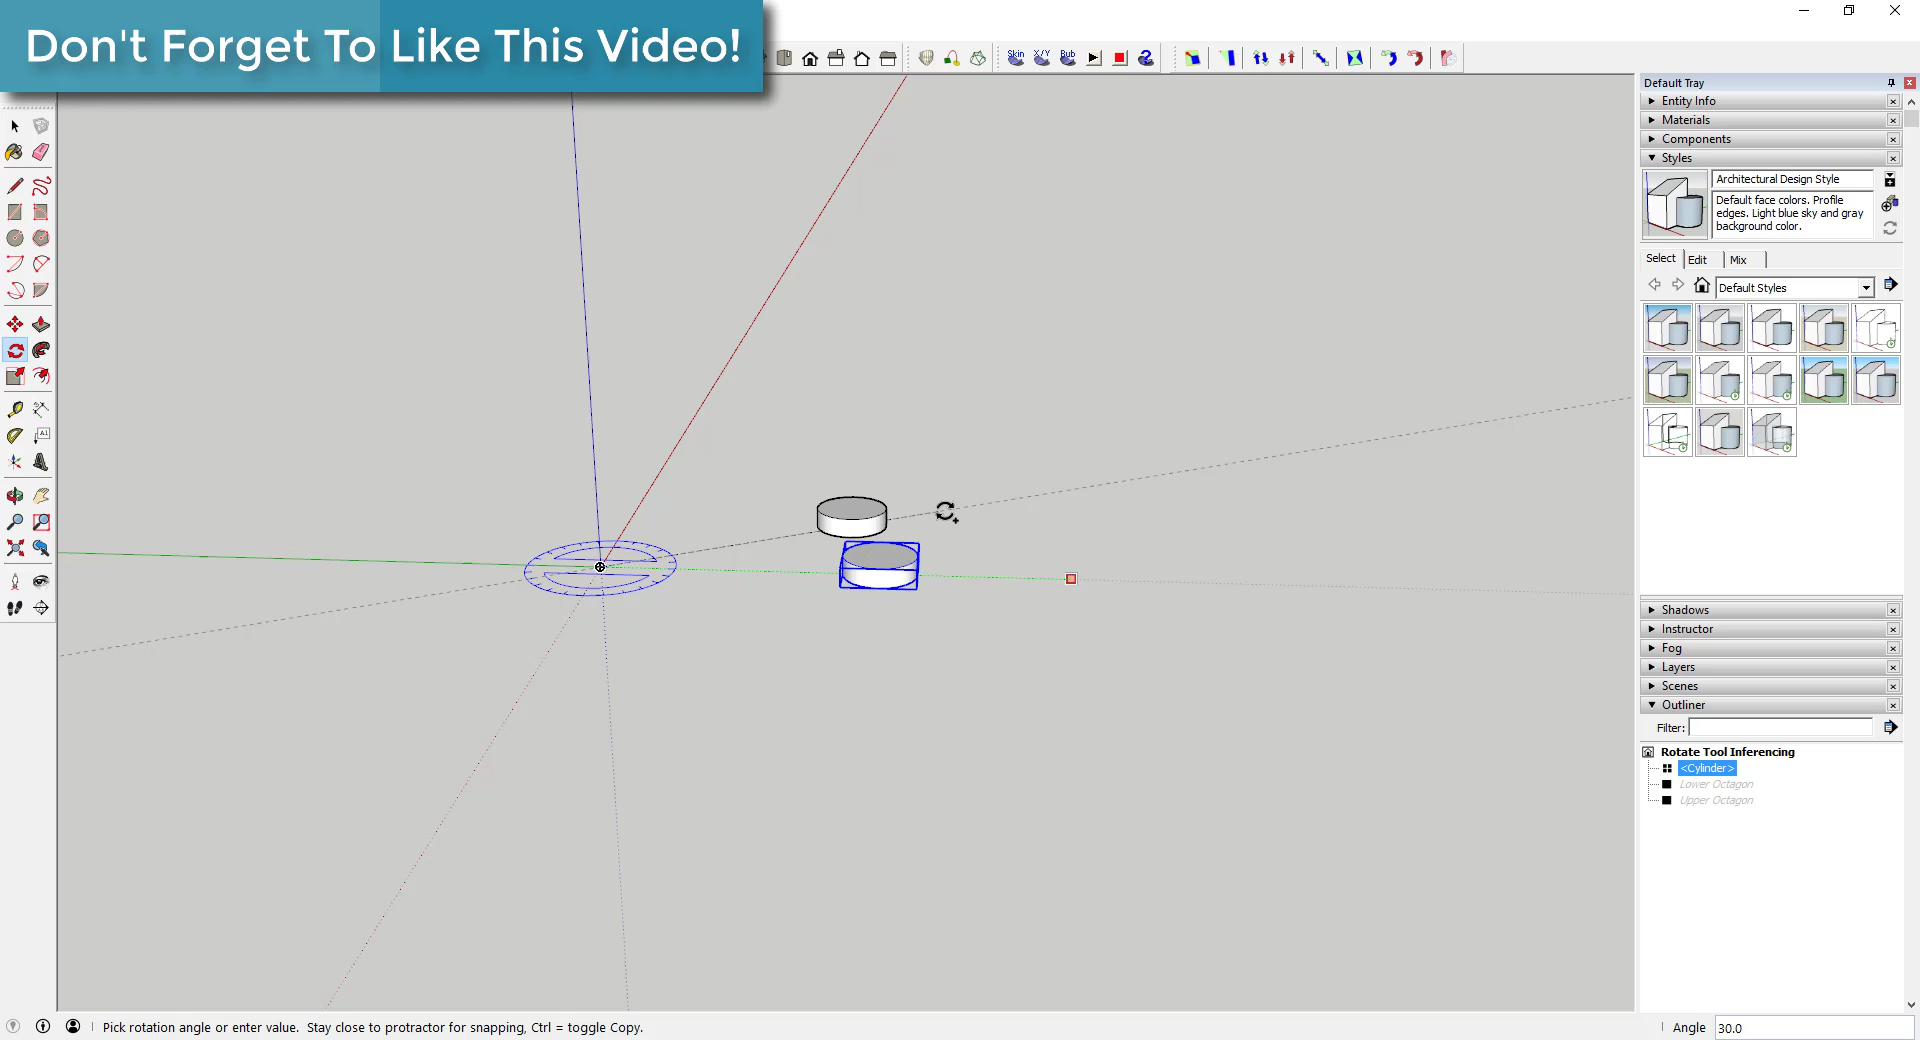 Don't Forget To Like This Video!
Skin X/Y Bub
A1
Default Tray
Entity Info
Materials
Components
Styles
Architectural Design Style
Default face colors. Profile
edges. Light blue sky and gray
background color.
Select Edit Mix
Default Styles
Shadows
Instructor
Fog
Layers
Scenes
Outliner
Filter:
Rotate Tool Inferencing
<Cylinder>
Lower Octagon
Upper Octagon
Pick rotation angle or enter value. Stay close to protractor for snapping, Ctrl = toggle Copy.
Angle 30.0